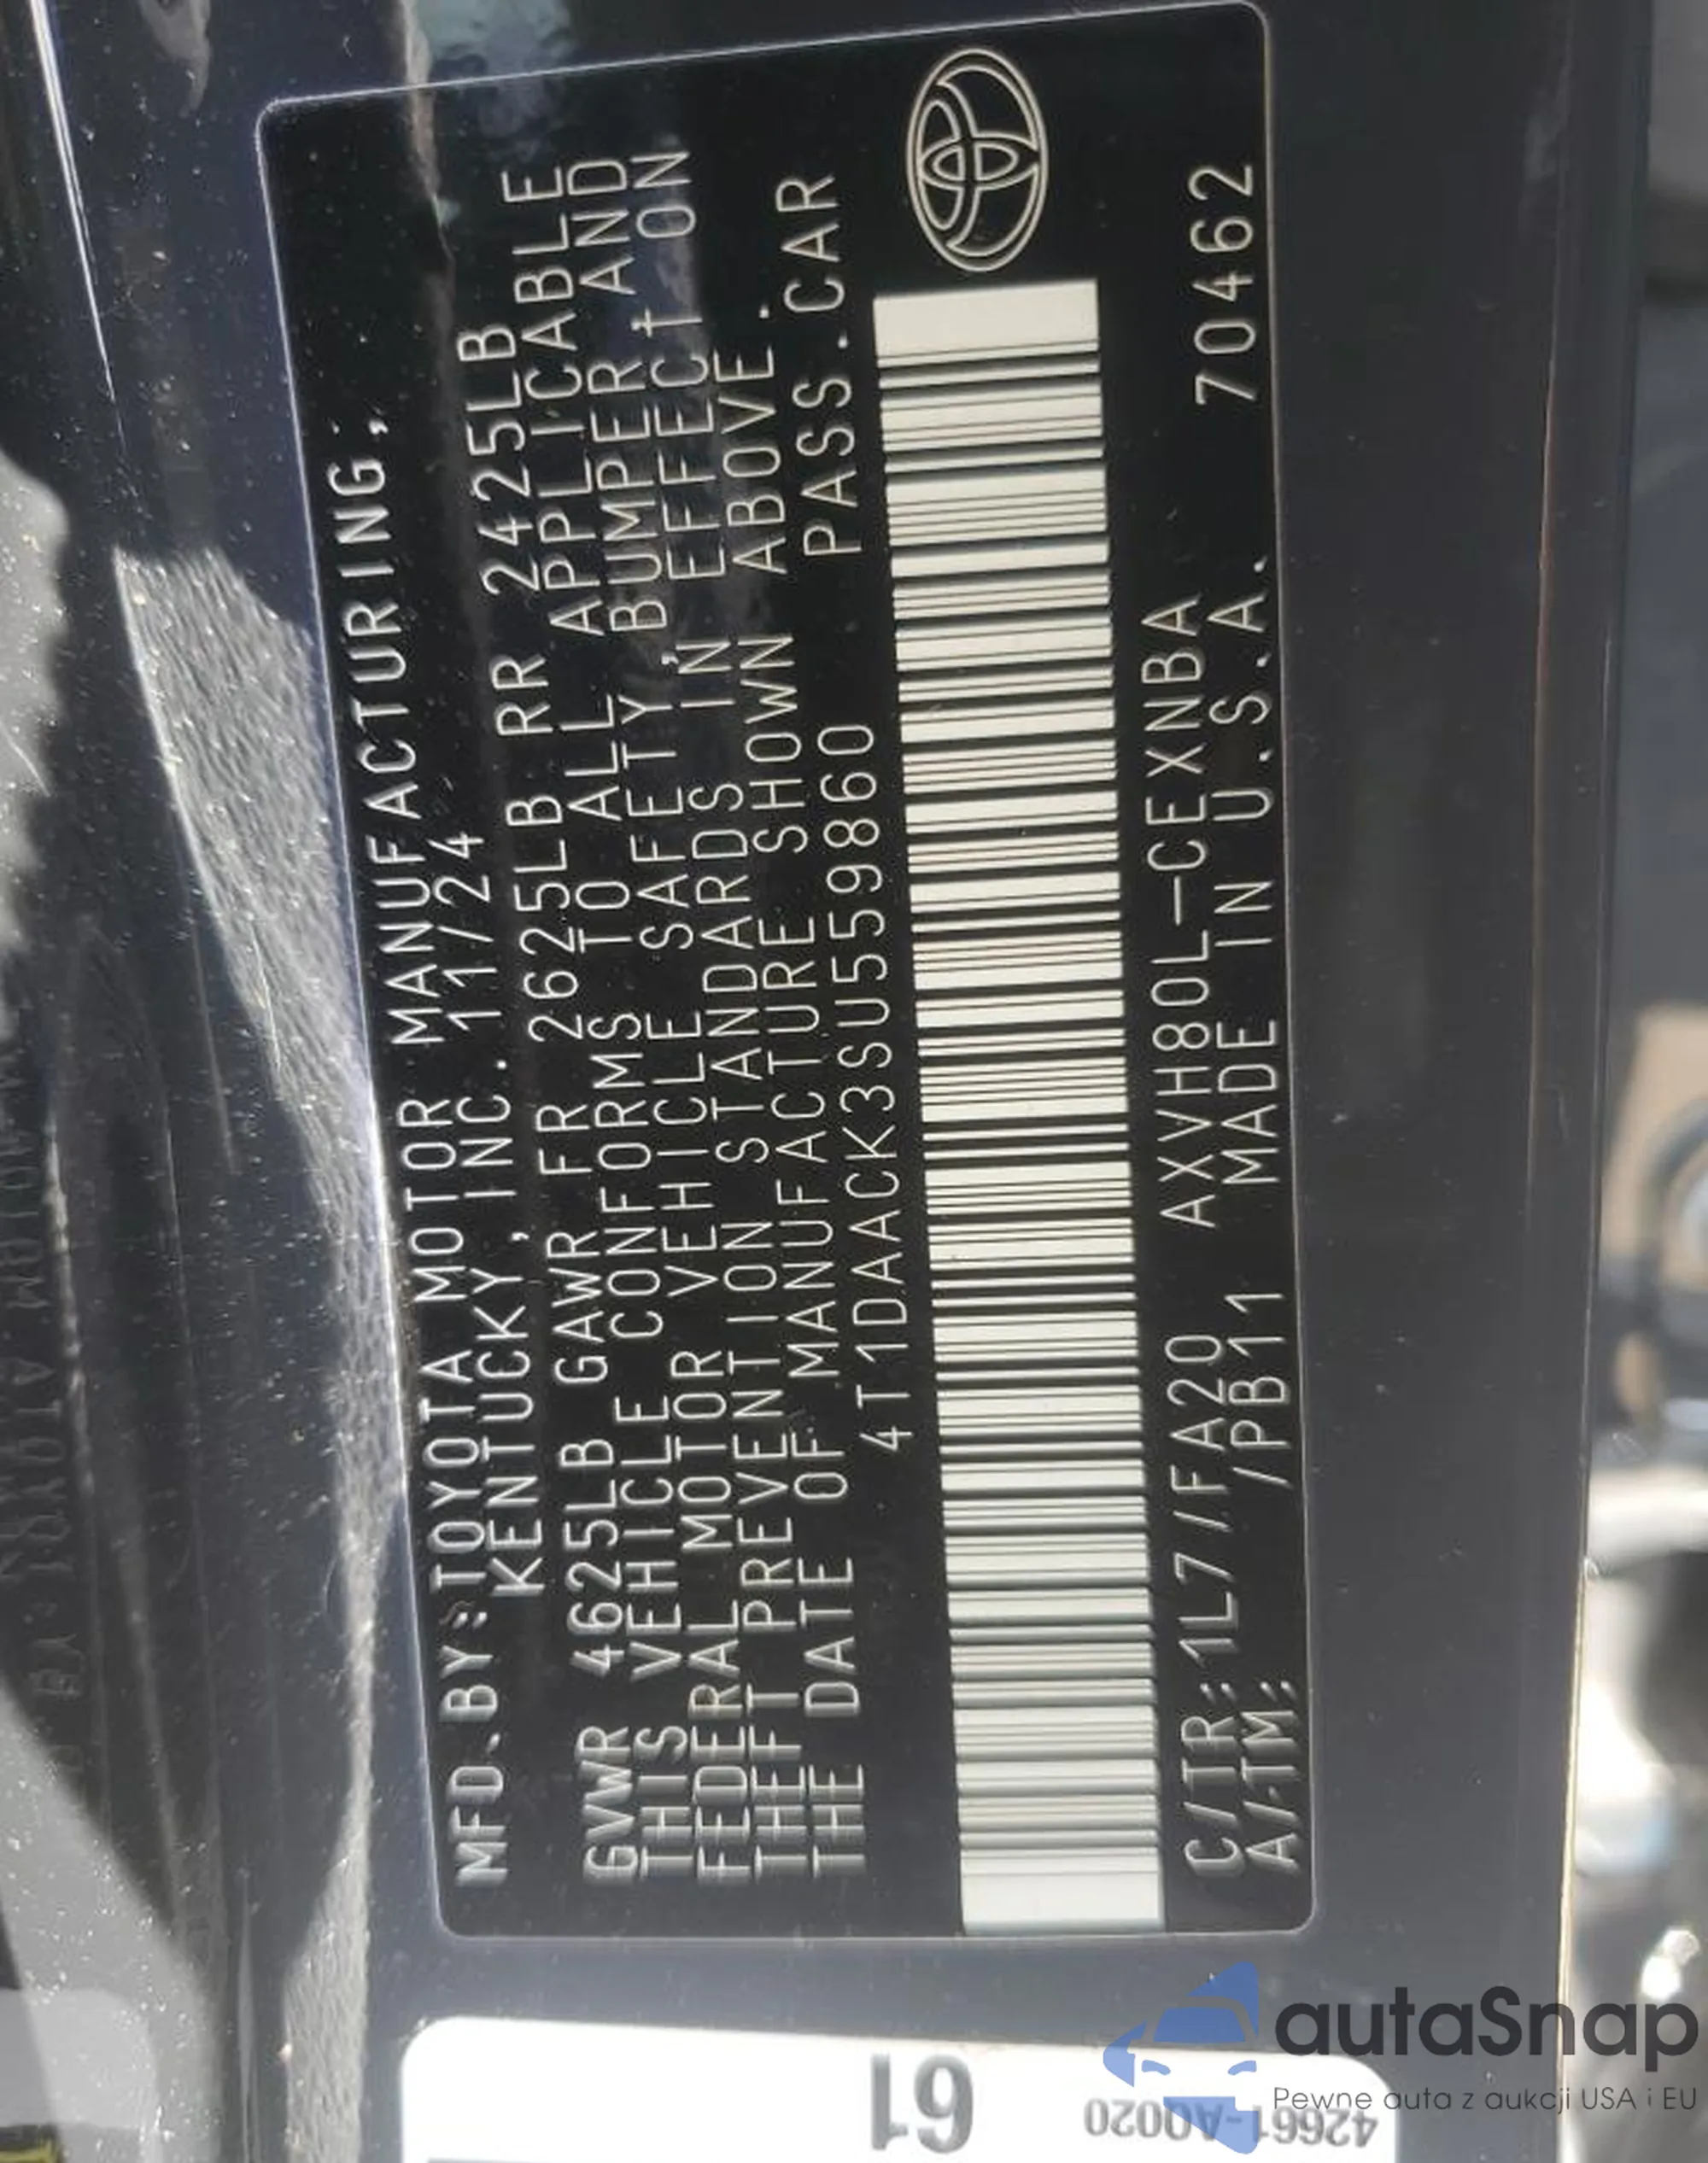 MFD.BY:TOYOTA MOTOR MANUFACTURING,
KENTUCKY, INC. 11/24
GVWR 4625LB GAWR FR 2625LB RR 2425LB
THIS VEHICLE CONFORMS TO ALL APPLICABLE
FEDERAL MOTOR VEHICLE SAFETY,BUMPER AND
THEFT PREVENTION STANDARDS IN EFFECT ON
THE DATE OF MANUFACTURE SHOWN ABOVE.
4T1DAACK3SU559860 PASS.CAR
C/TR:1L7/FA20 AXVH80L-CEXNBA 70462
A/TM: /PB11 MADE IN U.S.A.
61
42661-A0020
autaSnap
Pewne auta z aukcji USA i EU